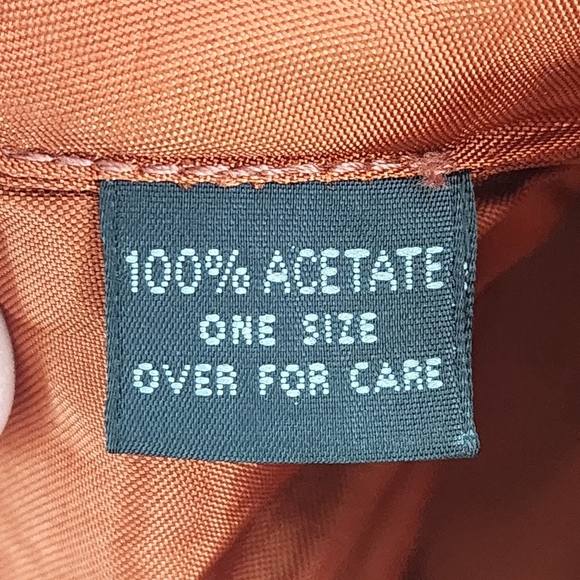 100% ACETATE
ONE SIZE
OVER FOR CARE